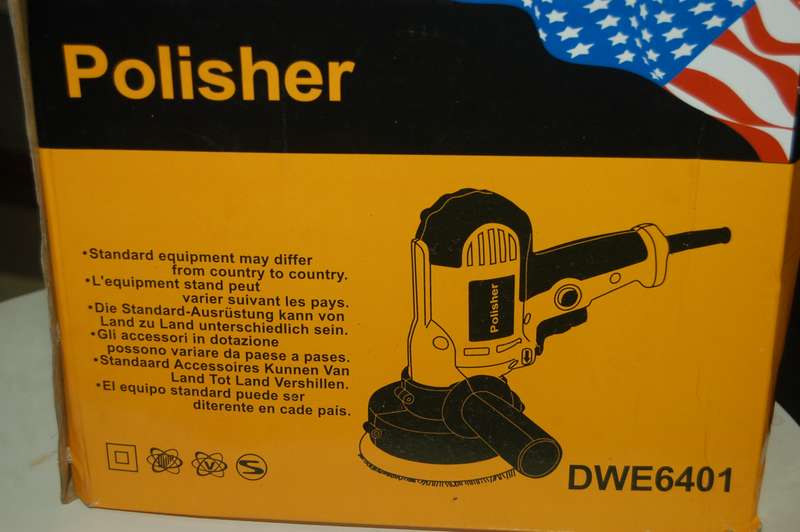 Polisher
•Standard equipment may differ
from country to country.
•L'equipment stand peut
varier suivant les pays.
•Die Standard-Ausrüstung kann von
Land zu Land unterschiedlich sein.
•Gli accessori in dotazione
possono variare da paese a pases.
•Standaard Accessoires Kunnen Van
Land Tot Land Vershillen.
•El equipo standard puede ser
diterente en cade país.
Polisher
V
S
DWE6401